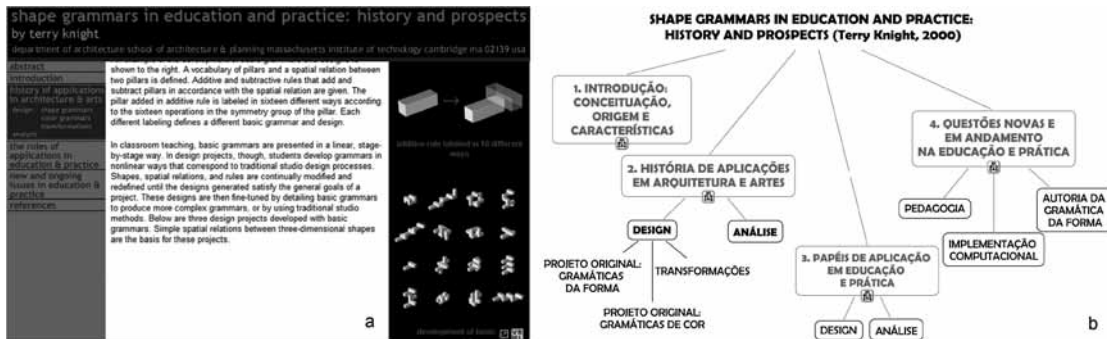 shape grammars in education and practice: history and prospects
by terry knight
department of architecture school of architecture & planning massachusetts institute of technology cambridge ma 02139 usa
abstract
introduction
history of applications
in architecture & arts
design shape grammars
color grammars
transformations
analysis
the roles of
applications in
education & practice
new and ongoing
issues in education &
practice
references
shown to the right. A vocabulary of pillars and a spatial relation between
two pillars is defined. Additive and subtractive rules that add and
subtract pillars in accordance with the spatial relation are given. The
pillar added in additive rule is labeled in sixteen different ways according
to the sixteen operations in the symmetry group of the pillar. Each
different labeling defines a different basic grammar and design.
In classroom teaching, basic grammars are presented in a linear, stage-
by-stage way. In design projects, though, students develop grammars in
nonlinear ways that correspond to traditional studio design processes.
Shapes, spatial relations, and rules are continually modified and
redefined until the designs generated satisfy the general goals of a
project. These designs are then fine-tuned by detailing basic grammars
to produce more complex grammars, or by using traditional studio
methods. Below are three design projects developed with basic
grammars. Simple spatial relations between three-dimensional shapes
are the basis for these projects.
additive rule labeled in 16 different
ways
development of basic
a
SHAPE GRAMMARS IN EDUCATION AND PRACTICE:
HISTORY AND PROSPECTS (Terry Knight, 2000)
1. INTRODUÇÃO:
CONCEITUAÇÃO,
ORIGEM E
CARACTERÍSTICAS
2. HISTÓRIA DE APLICAÇÕES
EM ARQUITETURA E ARTES
DESIGN
ANÁLISE
PROJETO ORIGINAL:
GRAMÁTICAS
DA FORMA
TRANSFORMAÇÕES
PROJETO ORIGINAL:
GRAMÁTICAS DE COR
3. PAPÉIS DE APLICAÇÃO
EM EDUCAÇÃO
E PRÁTICA
DESIGN
ANÁLISE
4. QUESTÕES NOVAS E
EM ANDAMENTO
NA EDUCAÇÃO E PRÁTICA
PEDAGOGIA
IMPLEMENTAÇÃO
COMPUTACIONAL
AUTORIA DA
GRAMÁTICA
DA FORMA
b